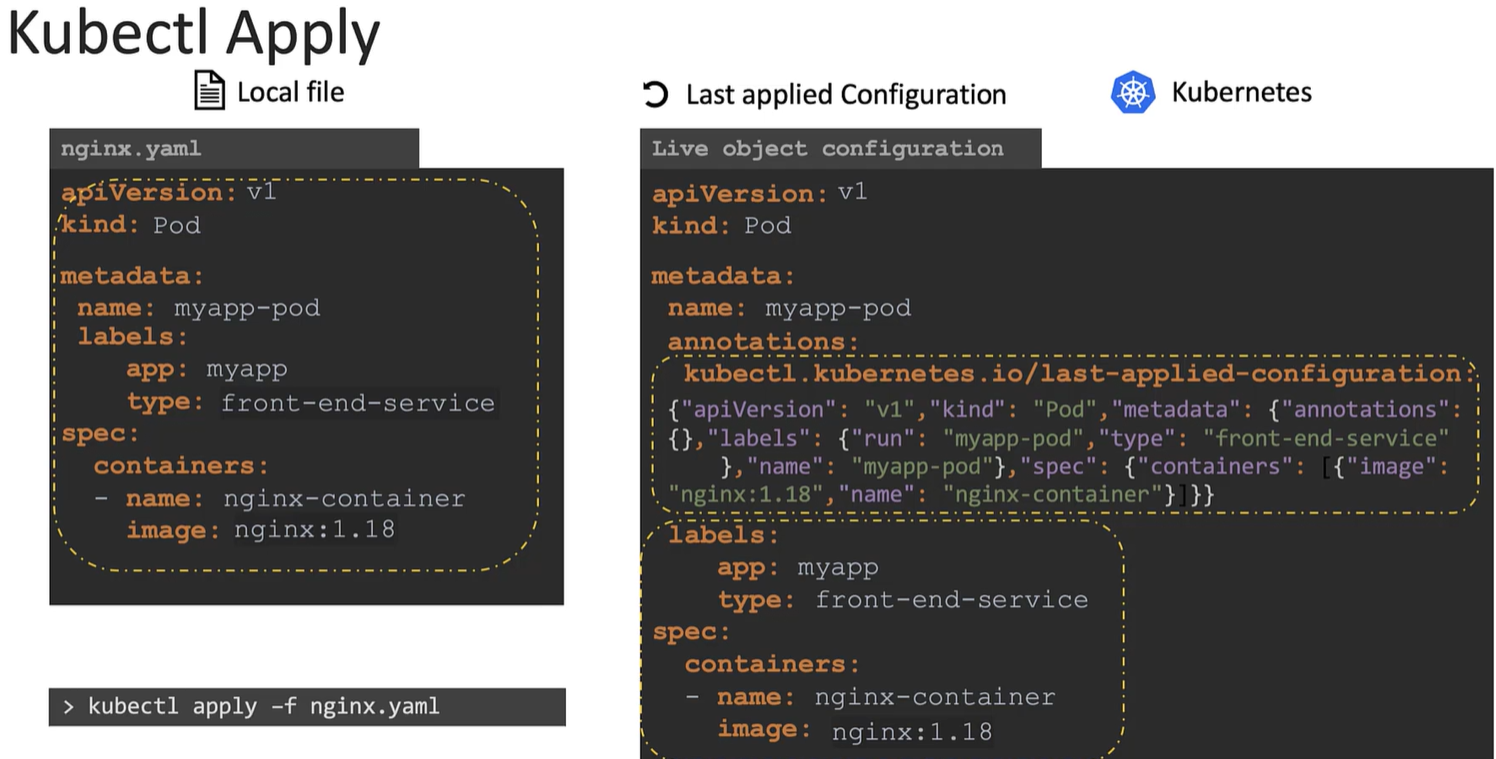 Kubectl Apply
Local file
Last applied Configuration
Kubernetes
nginx.yaml
apiVersion: v1
kind: Pod
metadata:
name: myapp-pod
labels:
app: myapp
type: front-end-service
spec:
containers:
- name: nginx-container
image: nginx:1.18
> kubectl apply –f nginx.yaml
Live object configuration
apiVersion: v1
kind: Pod
metadata:
name: myapp-pod
annotations:
kubectl.kubernetes.io/last-applied-configuration:
{"apiVersion": "v1","kind": "Pod","metadata": {"annotations":
{},"labels": {"run": "myapp-pod","type": "front-end-service"
},"name": "myapp-pod"},"spec": {"containers": [{"image":
"nginx:1.18","name": "nginx-container"}]}}
labels:
app: myapp
type: front-end-service
spec:
containers:
- name: nginx-container
image: nginx:1.18